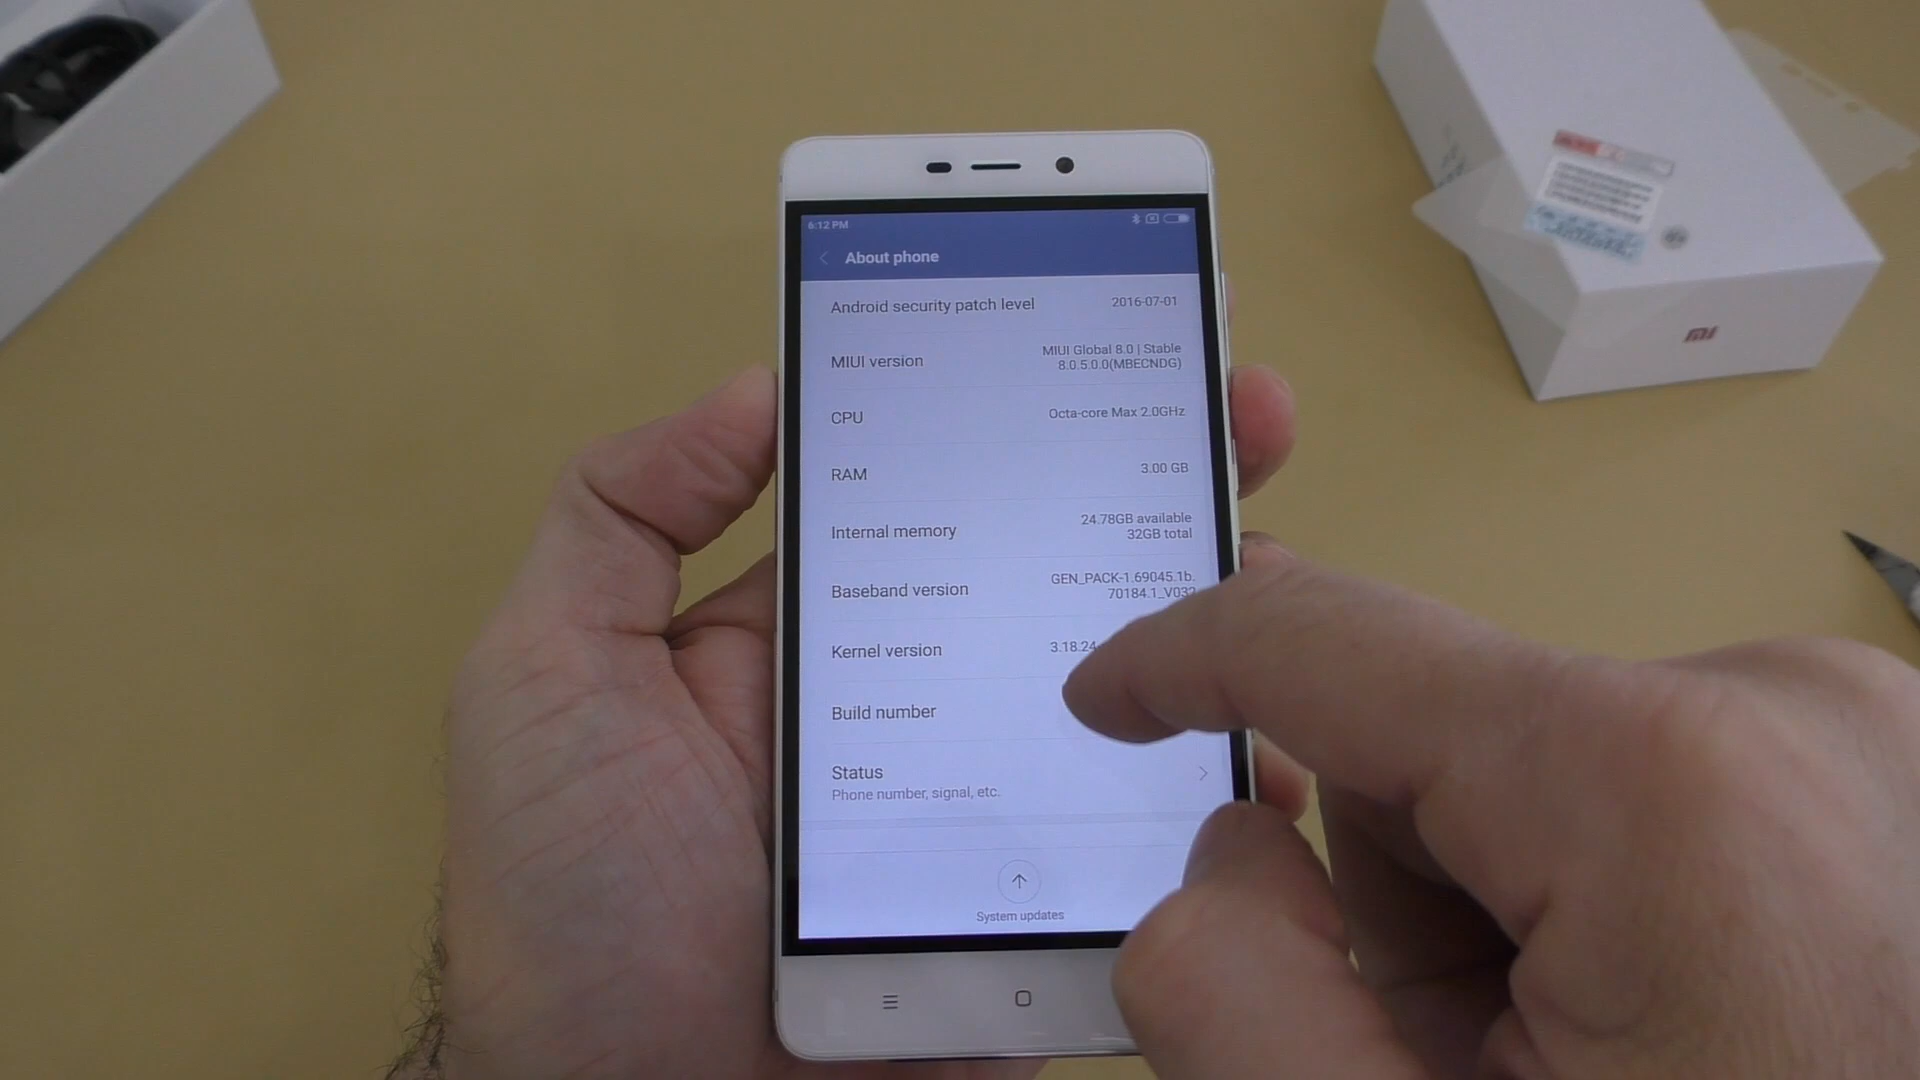 6:12 PM
About phone
Android security patch level 2016-07-01
MIUI version MIUI Global 8.0 | Stable
8.0.5.0.0(MBECNDG)
CPU Octa-core Max 2.0GHz
RAM 3.00 GB
Internal memory 24.78GB available
32GB total
Baseband version GEN_PACK-1.69045.1b.
70184.1_V032
Kernel version 3.18.24
Build number
Status
Phone number, signal, etc.
System updates
mi